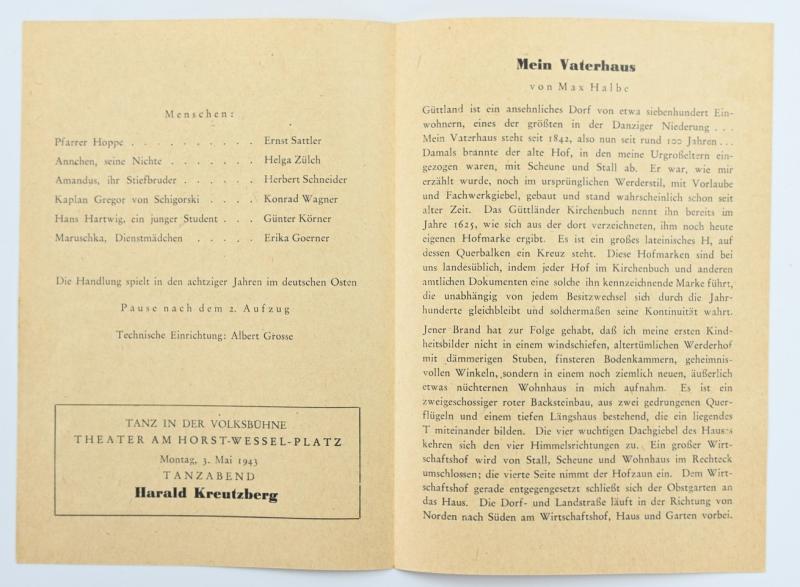 Menschen:
Pfarrer Hoppe . . . . . . . . . . Ernst Sattler
Annchen, seine Nichte . . . . . . . Helga Zülch
Amandus, ihr Stiefbruder . . . . . . Herbert Schneider
Kaplan Gregor von Schigorski . . . . Konrad Wagner
Hans Hartwig, ein junger Student . . . Günter Körner
Maruschka, Dienstmädchen . . . . . Erika Goerner
Die Handlung spielt in den achtziger Jahren im deutschen Osten
Pause nach dem 2. Aufzug
Technische Einrichtung: Albert Grosse
TANZ IN DER VOLKSBÜHNE
THEATER AM HORST-WESSEL-PLATZ
Montag, 3. Mai 1943
TANZABEND
Harald Kreutzberg
Mein Vaterhaus
von Max Halbe
Güttland ist ein ansehnliches Dorf von etwa siebenhundert Ein-
wohnern, eines der größten in der Danziger Niederung . . .
Mein Vaterhaus steht seit 1842, also nun seit rund 100 Jahren . . .
Damals brannte der alte Hof, in den meine Urgroßeltern ein-
gezogen waren, mit Scheune und Stall ab. Er war, wie mir
erzählt wurde, noch im ursprünglichen Werderstil, mit Vorlaube
und Fachwerkgiebel, gebaut und stand wahrscheinlich schon seit
alter Zeit. Das Güttländer Kirchenbuch nennt ihn bereits im
Jahre 1625, wie sich aus der dort verzeichneten, ihm noch heute
eigenen Hofmarke ergibt. Es ist ein großes lateinisches H, auf
dessen Querbalken ein Kreuz steht. Diese Hofmarken sind bei
uns landesüblich, indem jeder Hof im Kirchenbuch und anderen
amtlichen Dokumenten eine solche ihn kennzeichnende Marke führt,
die unabhängig von jedem Besitzwechsel sich durch die Jahr-
hunderte gleichbleibt und solchermaßen seine Kontinuität wahrt.
Jener Brand hat zur Folge gehabt, daß ich meine ersten Kind-
heitsbilder nicht in einem windschiefen, altertümlichen Werderhof
mit dämmerigen Stuben, finsteren Bodenkammern, geheimnis-
vollen Winkeln, sondern in einem noch ziemlich neuen, äußerlich
etwas nüchternen Wohnhaus in mich aufnahm. Es ist ein
zweigeschossiger roter Backsteinbau, aus zwei gedrungenen Quer-
flügeln und einem tiefen Längshaus bestehend, die ein liegendes
T miteinander bilden. Die vier wuchtigen Dachgiebel des Hauses
kehren sich den vier Himmelsrichtungen zu. Ein großer Wirt-
schaftshof wird von Stall, Scheune und Wohnhaus im Rechteck
umschlossen; die vierte Seite nimmt der Hofzaun ein. Dem Wirt-
schaftshof gerade entgegengesetzt schließt sich der Obstgarten an
das Haus. Die Dorf- und Landstraße läuft in der Richtung von
Norden nach Süden am Wirtschaftshof, Haus und Garten vorbei.